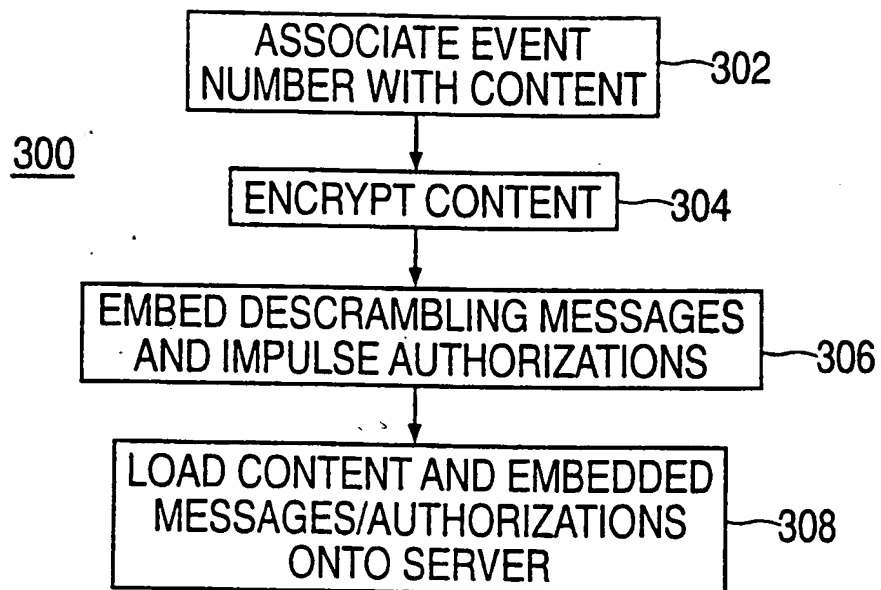 ASSOCIATE EVENT
NUMBER WITH CONTENT
302
300
ENCRYPT CONTENT
304
EMBED DESCRAMBLING MESSAGES
AND IMPULSE AUTHORIZATIONS
306
LOAD CONTENT AND EMBEDDED
MESSAGES/AUTHORIZATIONS
ONTO SERVER
308